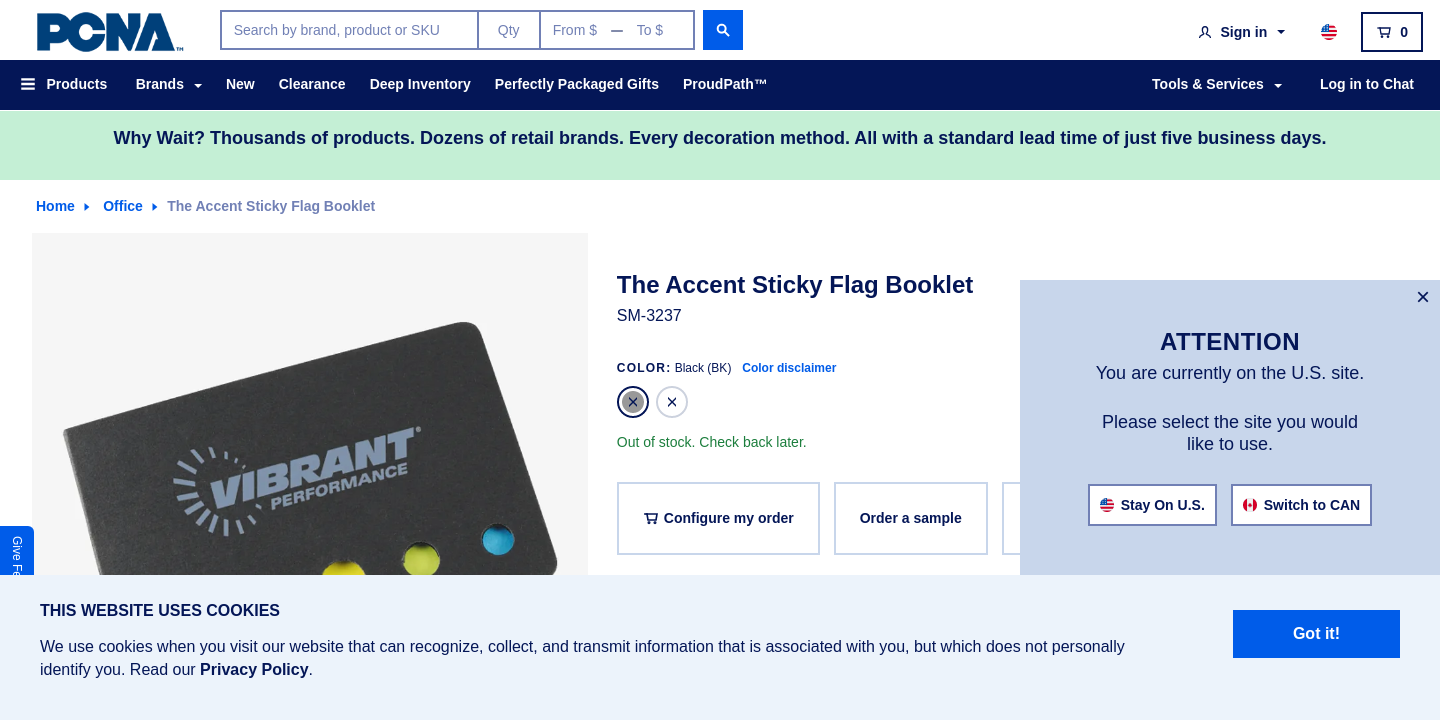 PCNA™
Search by brand, product or SKU
Qty
From $ — To $
Sign in
0
Products
Brands
New
Clearance
Deep Inventory
Perfectly Packaged Gifts
ProudPath™
Tools & Services
Log in to Chat
Why Wait? Thousands of products. Dozens of retail brands. Every decoration method. All with a standard lead time of just five business days.
Home
Office
The Accent Sticky Flag Booklet
VIBRANT
PERFORMANCE
The Accent Sticky Flag Booklet
SM-3237
COLOR: Black (BK) Color disclaimer
Out of stock. Check back later.
Configure my order
Order a sample
ATTENTION
You are currently on the U.S. site.
Please select the site you would
like to use.
Stay On U.S.
Switch to CAN
Give
THIS WEBSITE USES COOKIES
We use cookies when you visit our website that can recognize, collect, and transmit information that is associated with you, but which does not personally
identify you. Read our Privacy Policy.
Got it!